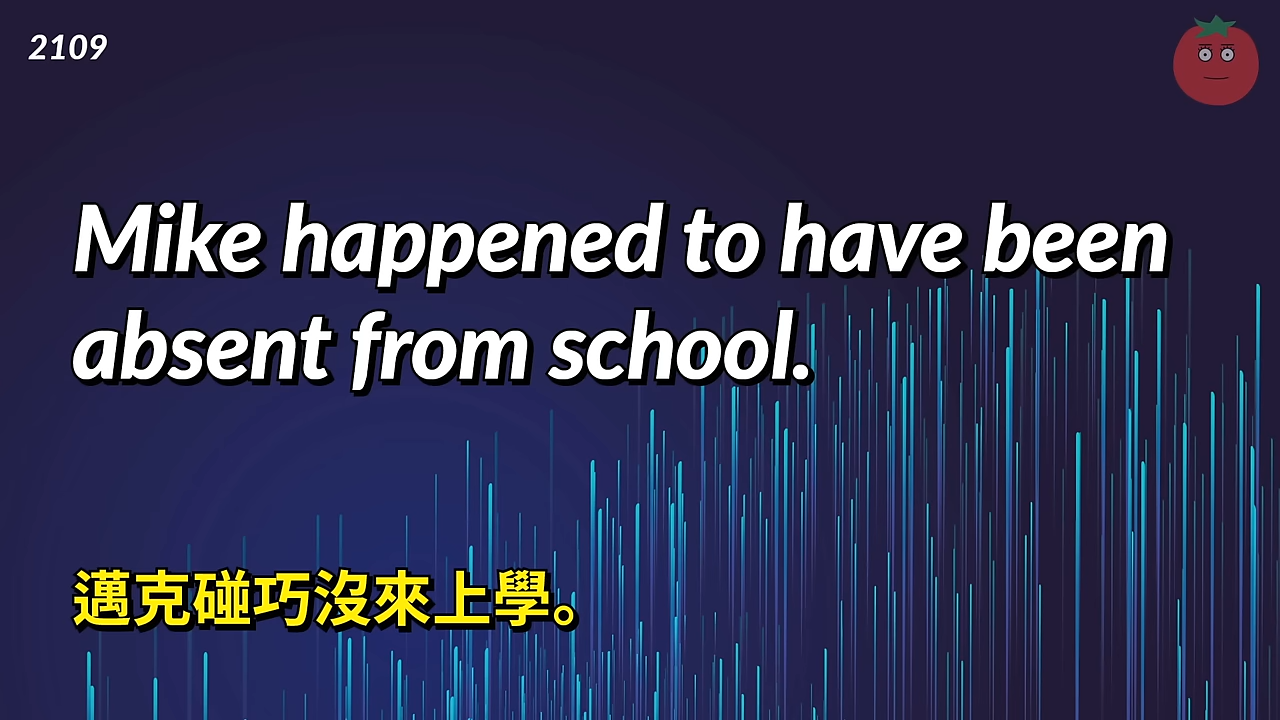 2109
Mike happened to have been
absent from school.
邁克碰巧沒來上學。